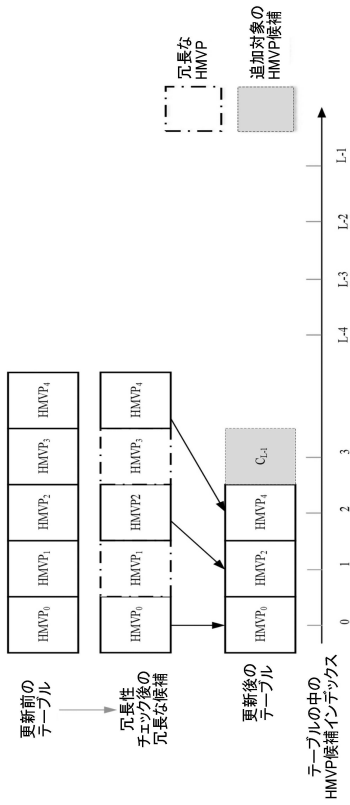 更新前の
テーブル
HMVP0
HMVP1
HMVP2
HMVP3
HMVP4
冗長性
チェック後の
冗長な候補
HMVP0
HMVP1
HMVP2
HMVP3
HMVP4
更新後の
テーブル
HMVP0
HMVP2
HMVP4
CL-1
テーブルの中の
HMVP候補インデックス
0
1
2
3
L-4
L-3
L-2
L-1
冗長な
HMVP
追加対象の
HMVP候補